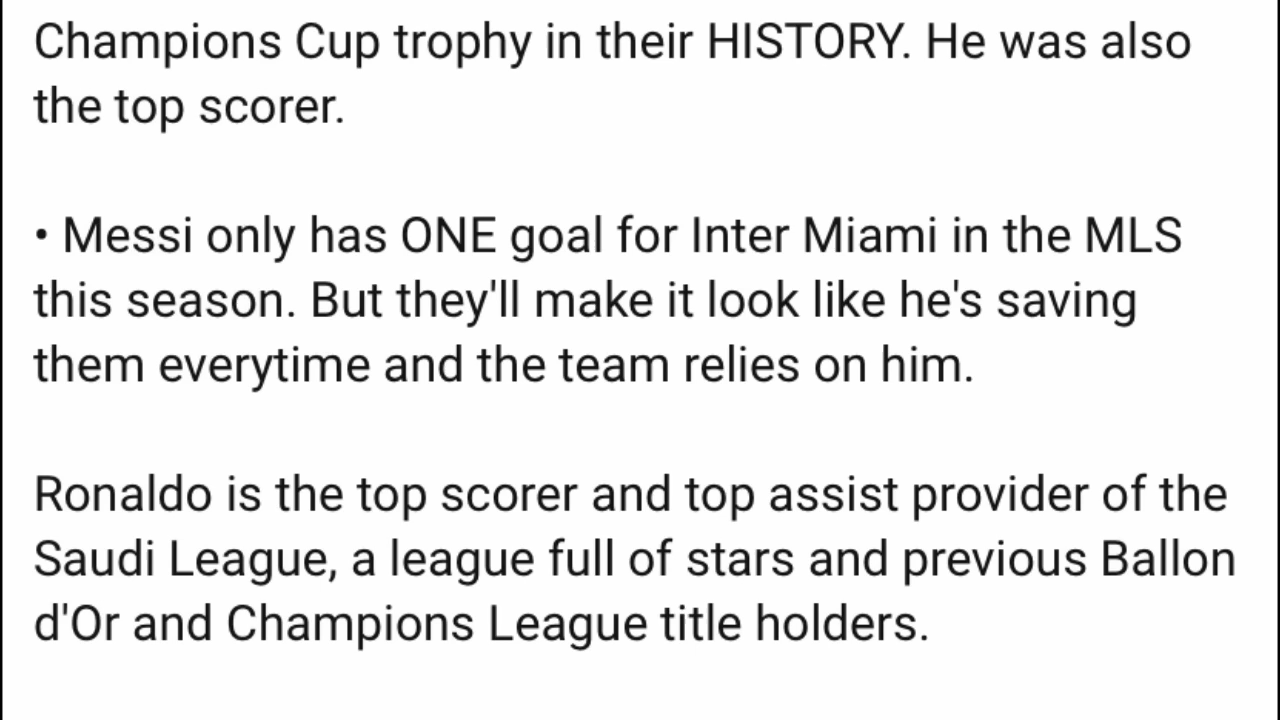 Champions Cup trophy in their HISTORY. He was also
the top scorer.
• Messi only has ONE goal for Inter Miami in the MLS
this season. But they'll make it look like he's saving
them everytime and the team relies on him.
Ronaldo is the top scorer and top assist provider of the
Saudi League, a league full of stars and previous Ballon
d'Or and Champions League title holders.